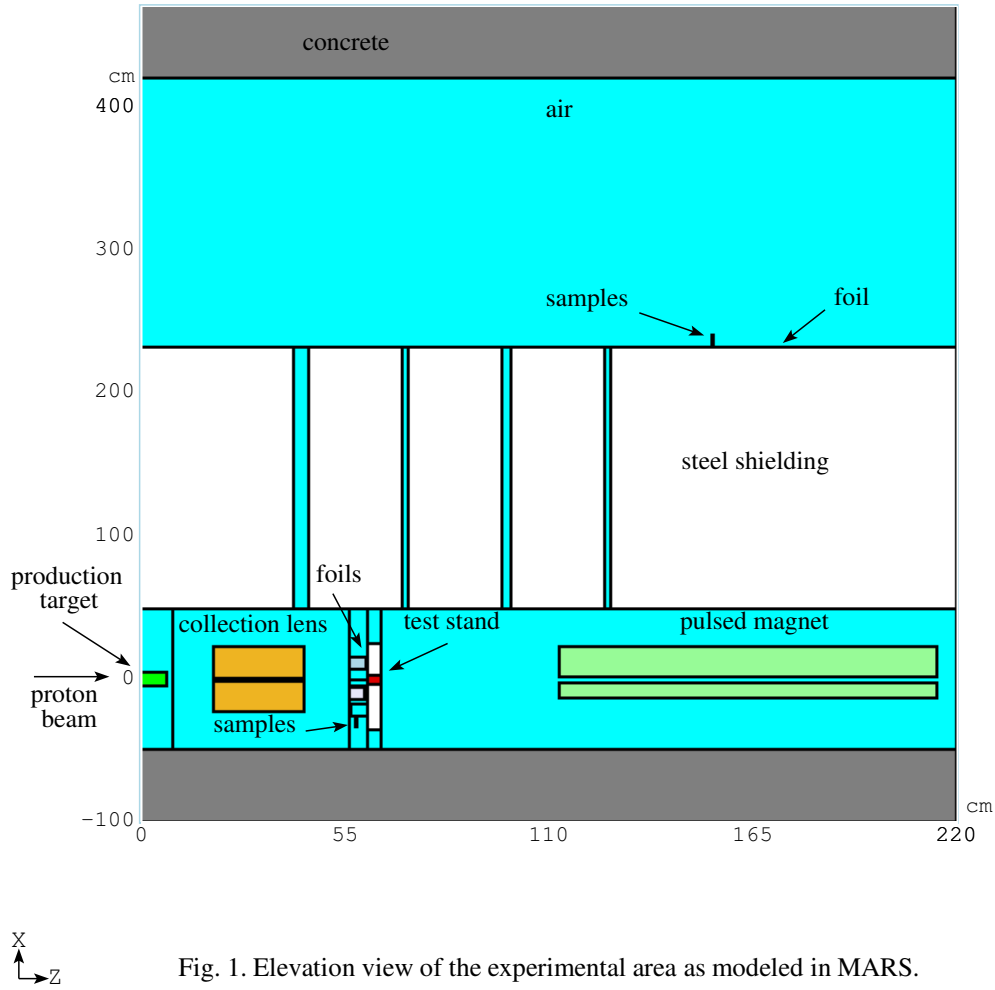 concrete
cm
400
air
300
samples
foil
200
steel shielding
100
production
target
foils
collection lens
test stand
pulsed magnet
0
proton
beam
samples
−100
cm
0
55
110
165
220
X
Z
Fig. 1. Elevation view of the experimental area as modeled in MARS.